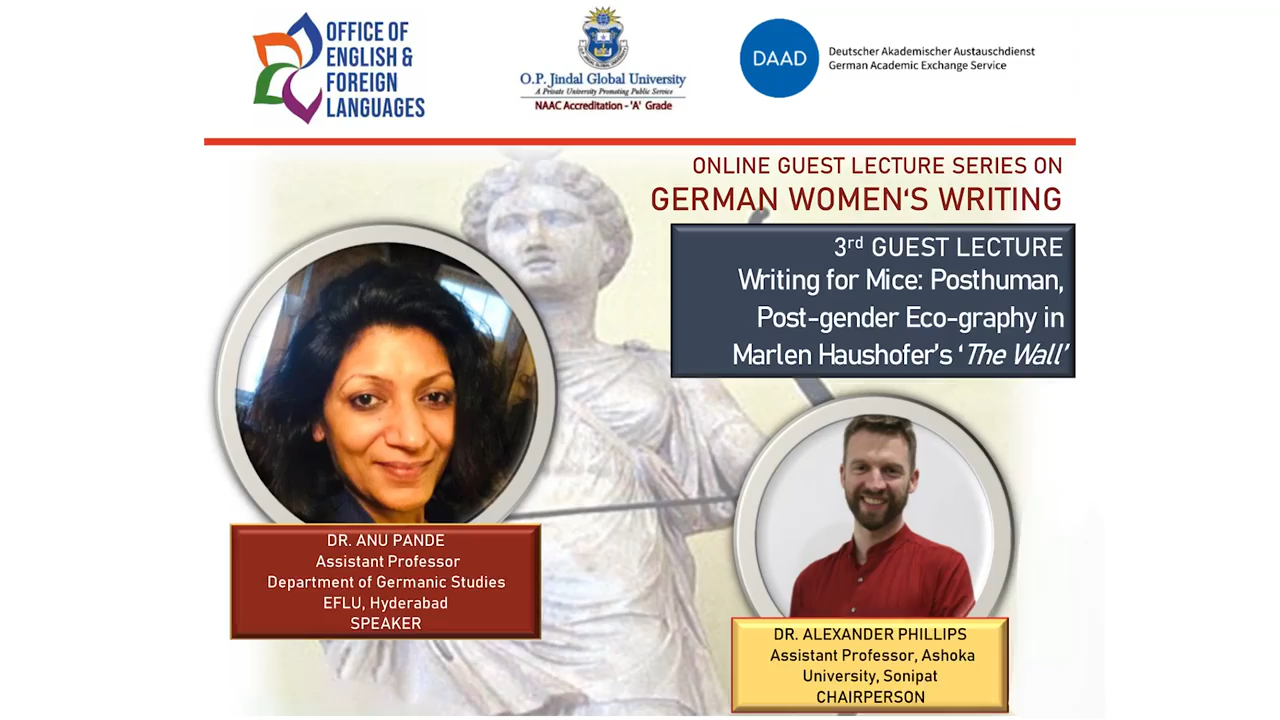 OFFICE OF
ENGLISH &
FOREIGN
LANGUAGES
O.P. Jindal Global University
A Private University Promoting Public Service
NAAC Accreditation - 'A' Grade
DAAD
Deutscher Akademischer Austauschdienst
German Academic Exchange Service
ONLINE GUEST LECTURE SERIES ON
GERMAN WOMEN‘S WRITING
3rd GUEST LECTURE
Writing for Mice: Posthuman,
Post-gender Eco-graphy in
Marlen Haushofer’s ‘The Wall’
DR. ANU PANDE
Assistant Professor
Department of Germanic Studies
EFLU, Hyderabad
SPEAKER
DR. ALEXANDER PHILLIPS
Assistant Professor, Ashoka
University, Sonipat
CHAIRPERSON